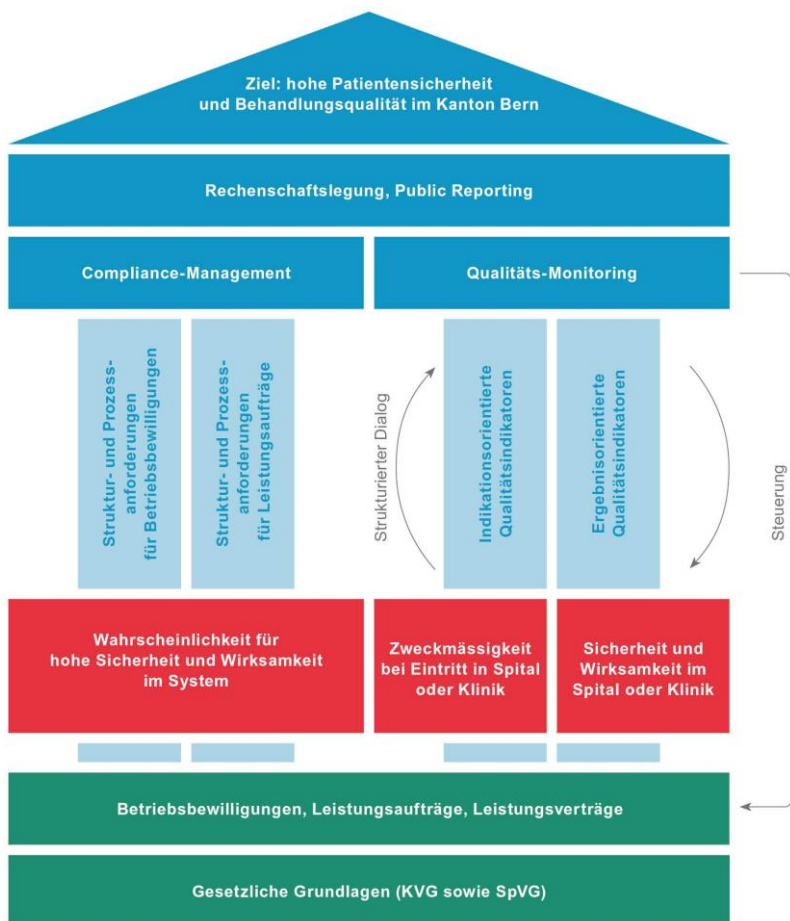 Ziel: hohe Patientensicherheit
und Behandlungsqualität im Kanton Bern
Rechenschaftslegung, Public Reporting
Compliance-Management
Qualitäts-Monitoring
Struktur- und Prozess-
anforderungen
für Betriebsbewilligungen
Struktur- und Prozess-
anforderungen
für Leistungsaufträge
Strukturierter Dialog
Indikationsorientierte
Qualitätsindikatoren
Ergebnisorientierte
Qualitätsindikatoren
Steuerung
Wahrscheinlichkeit für
hohe Sicherheit und Wirksamkeit
im System
Zweckmässigkeit
bei Eintritt in Spital
oder Klinik
Sicherheit und
Wirksamkeit im
Spital oder Klinik
Betriebsbewilligungen, Leistungsaufträge, Leistungsverträge
Gesetzliche Grundlagen (KVG sowie SpVG)